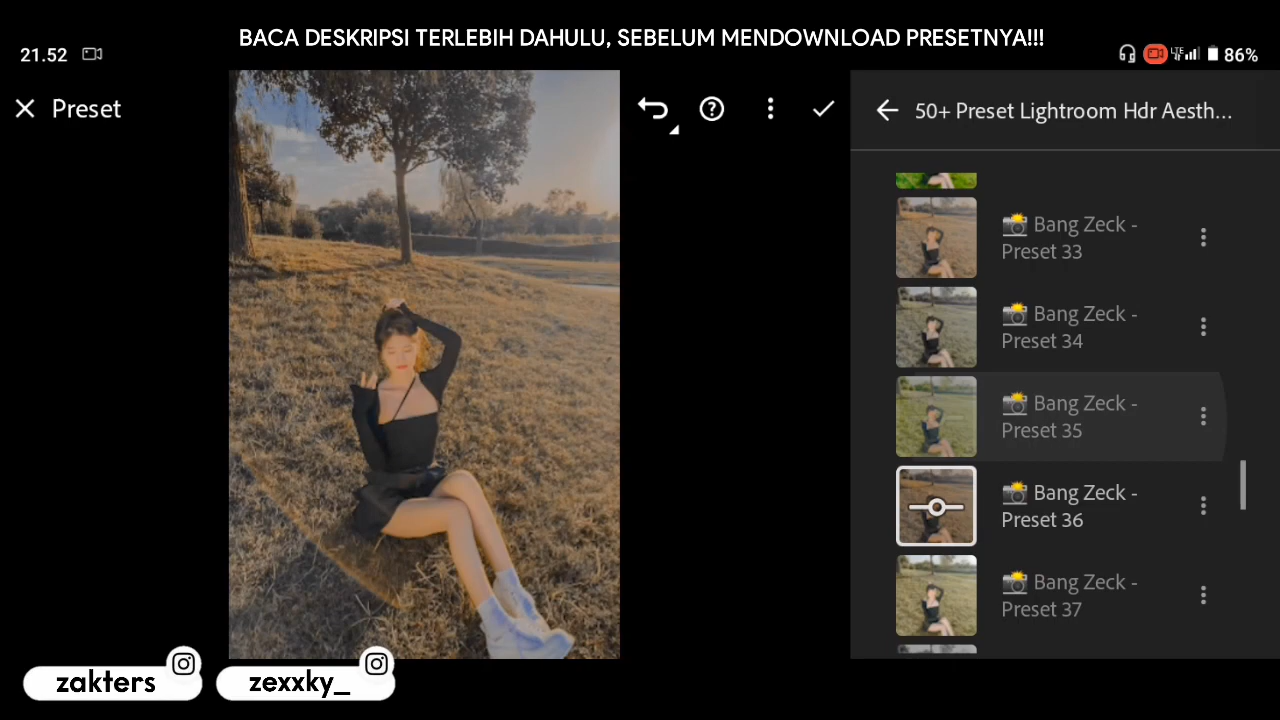 BACA DESKRIPSI TERLEBIH DAHULU, SEBELUM MENDOWNLOAD PRESETNYA!!!
21.52
LTE
86%
Preset
50+ Preset Lightroom Hdr Aesth...
Bang Zeck -
Preset 33
Bang Zeck -
Preset 34
Bang Zeck -
Preset 35
Bang Zeck -
Preset 36
Bang Zeck -
Preset 37
zakters
zexxky_